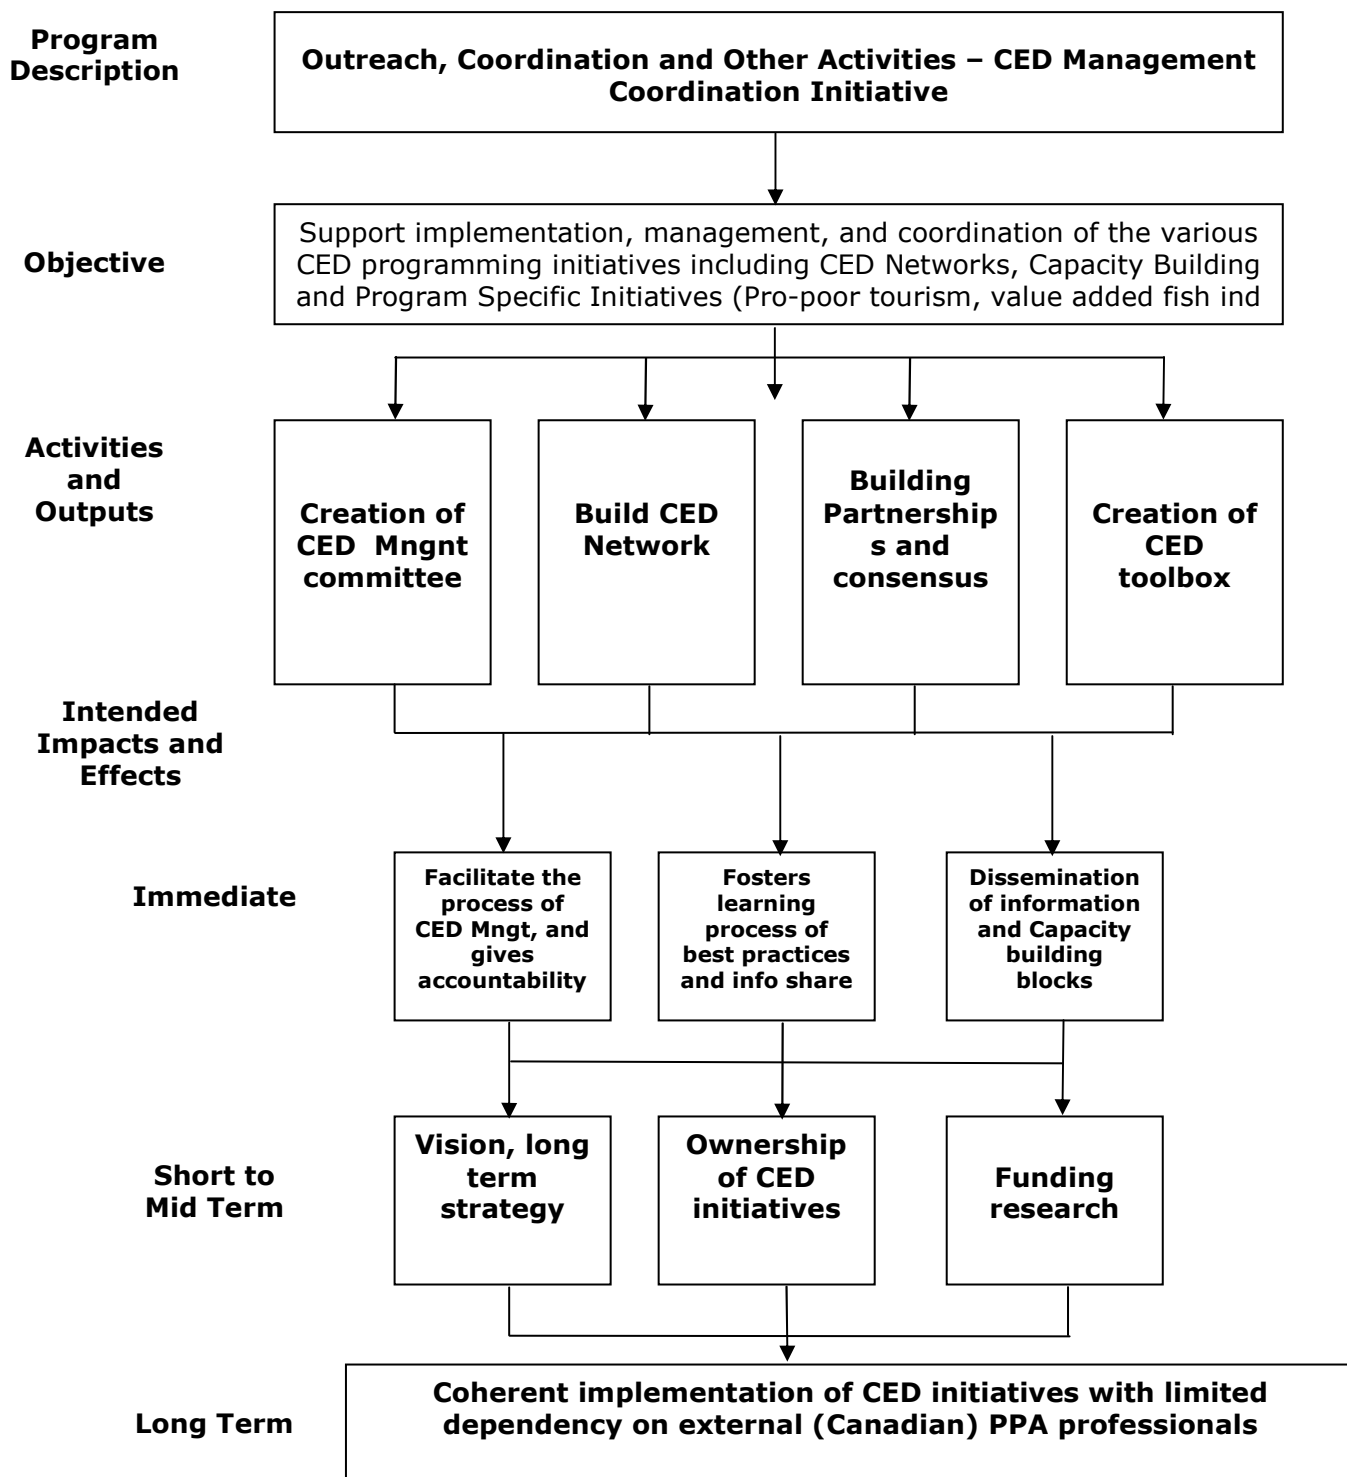 Program
Description
Outreach, Coordination and Other Activities – CED Management
Coordination Initiative
Objective
Support implementation, management, and coordination of the various
CED programming initiatives including CED Networks, Capacity Building
and Program Specific Initiatives (Pro-poor tourism, value added fish ind
Activities
and
Outputs
Creation of
CED Mngnt
committee
Build CED
Network
Building
Partnership
s and
consensus
Creation of
CED
toolbox
Intended
Impacts and
Effects
Immediate
Facilitate the
process of
CED Mngt, and
gives
accountability
Fosters
learning
process of
best practices
and info share
Dissemination
of information
and Capacity
building
blocks
Short to
Mid Term
Vision, long
term
strategy
Ownership
of CED
initiatives
Funding
research
Long Term
Coherent implementation of CED initiatives with limited
dependency on external (Canadian) PPA professionals